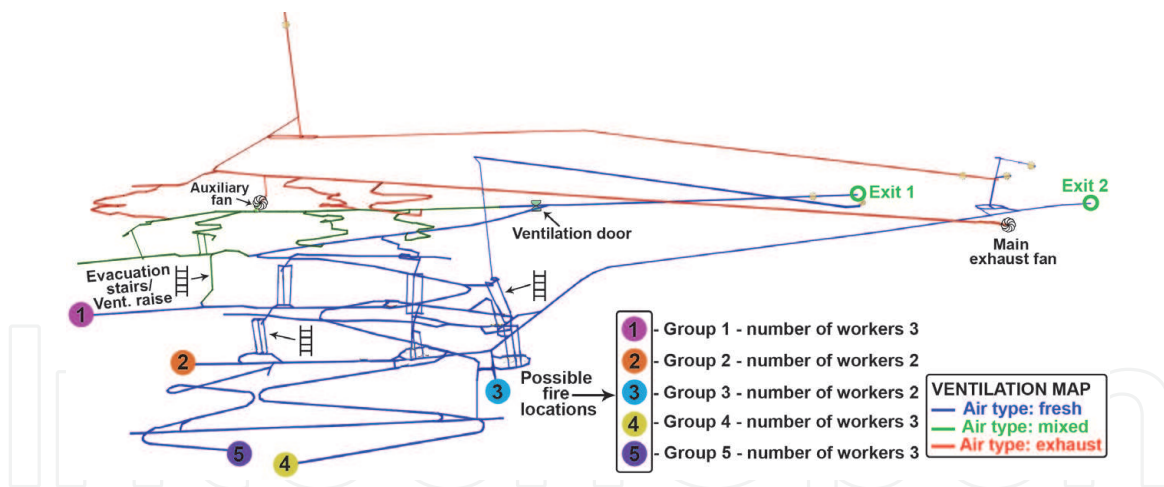 Auxiliary
fan
Exit 1
Exit 2
Ventilation door
Main
exhaust fan
Evacuation
stairs/
Vent. raise
1
2
3
Possible
fire
locations
5
4
1 - Group 1 - number of workers 3
2 - Group 2 - number of workers 2
3 - Group 3 - number of workers 2
4 - Group 4 - number of workers 3
5 - Group 5 - number of workers 3
VENTILATION MAP
Air type: fresh
Air type: mixed
Air type: exhaust